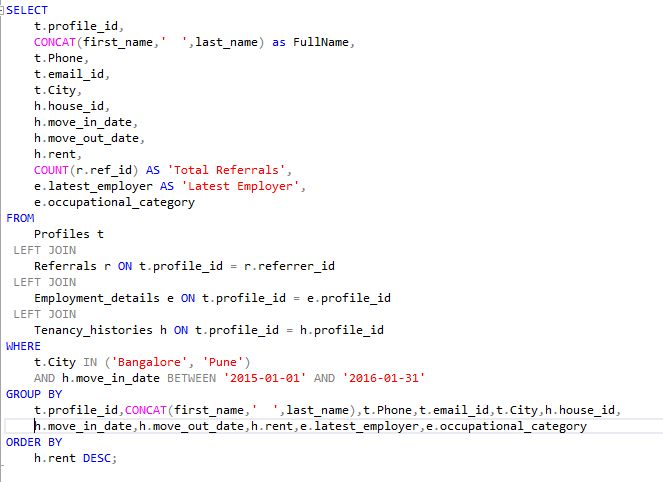 SELECT
t.profile_id,
CONCAT(first_name,'  ',last_name) as FullName,
t.Phone,
t.email_id,
t.City,
h.house_id,
h.move_in_date,
h.move_out_date,
h.rent,
COUNT(r.ref_id) AS 'Total Referrals',
e.latest_employer AS 'Latest Employer',
e.occupational_category
FROM
Profiles t
LEFT JOIN
Referrals r ON t.profile_id = r.referrer_id
LEFT JOIN
Employment_details e ON t.profile_id = e.profile_id
LEFT JOIN
Tenancy_histories h ON t.profile_id = h.profile_id
WHERE
t.City IN ('Bangalore', 'Pune')
AND h.move_in_date BETWEEN '2015-01-01' AND '2016-01-31'
GROUP BY
t.profile_id,CONCAT(first_name,'  ',last_name),t.Phone,t.email_id,t.City,h.house_id,
h.move_in_date,h.move_out_date,h.rent,e.latest_employer,e.occupational_category
ORDER BY
h.rent DESC;